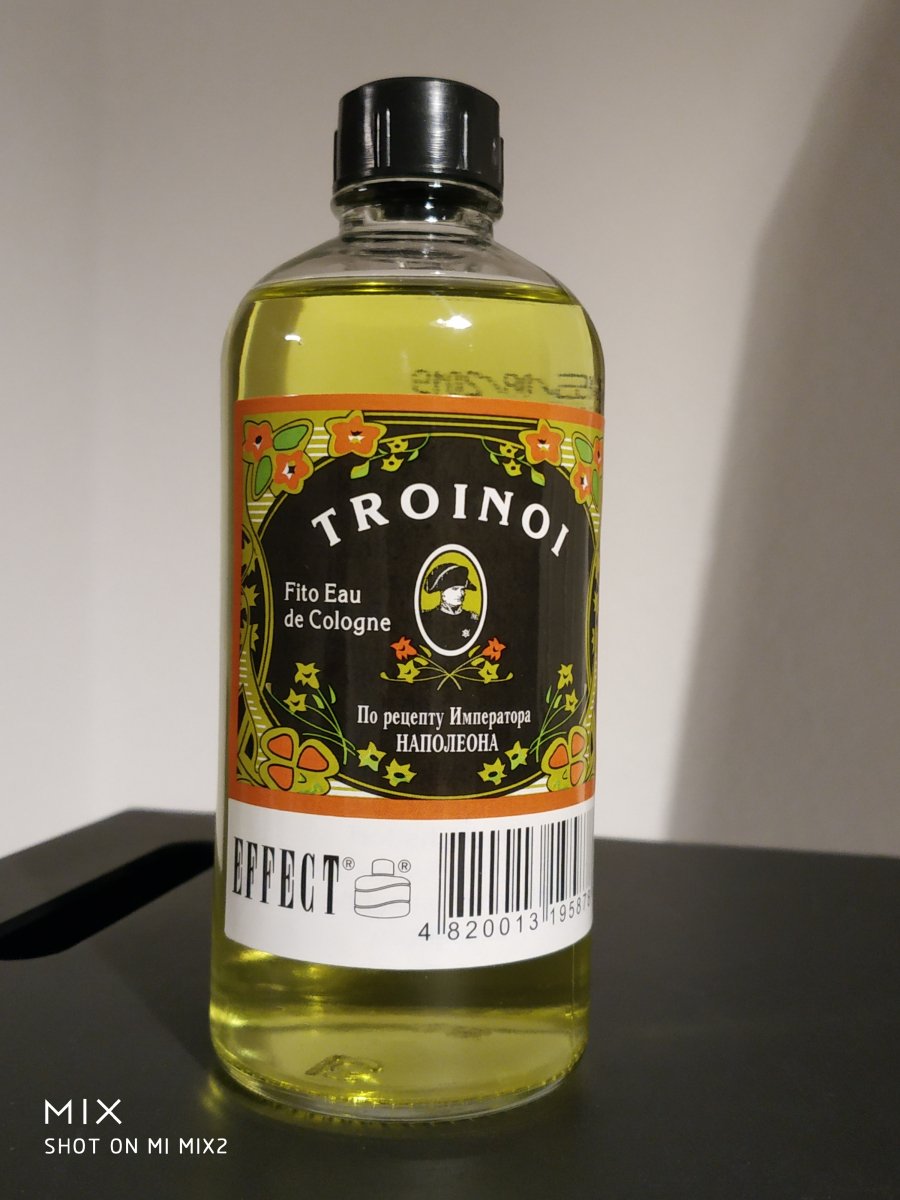 TROINOI
Fito Eau
de Cologne
По рецепту Императора
НАПОЛЕОНА
EFFECT® ®
4 820013 19587
MIX
SHOT ON MI MIX2